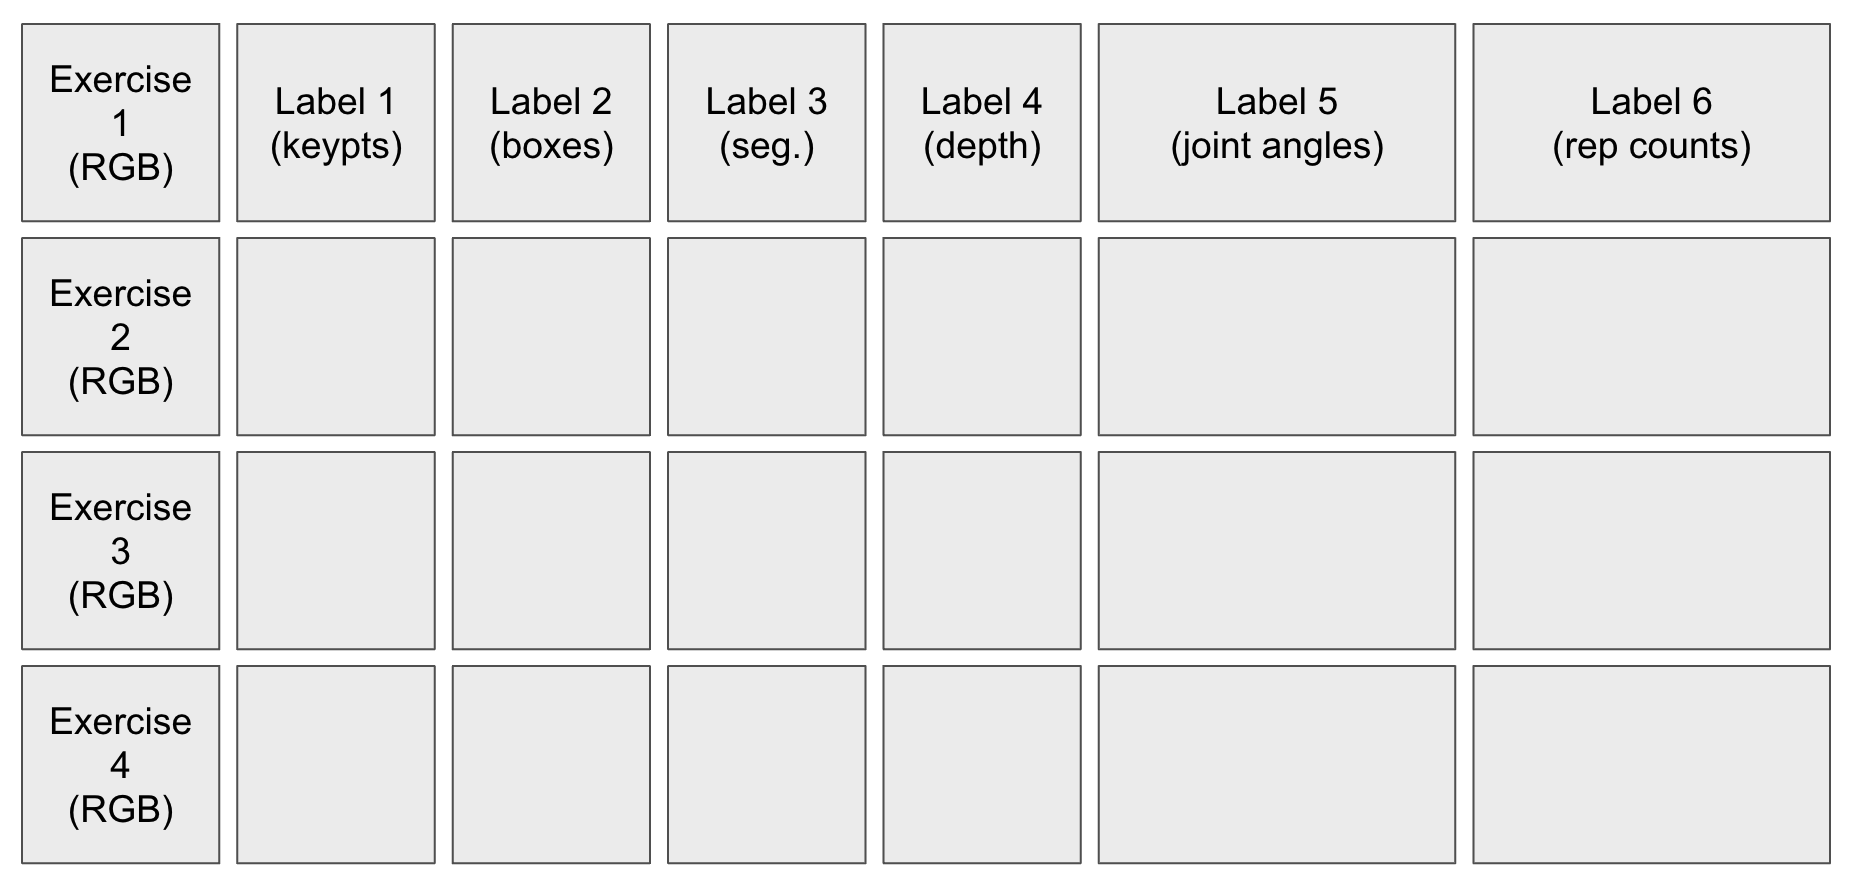 Exercise
1
(RGB)
Label 1
(keypts)
Label 2
(boxes)
Label 3
(seg.)
Label 4
(depth)
Label 5
(joint angles)
Label 6
(rep counts)
Exercise
2
(RGB)
Exercise
3
(RGB)
Exercise
4
(RGB)